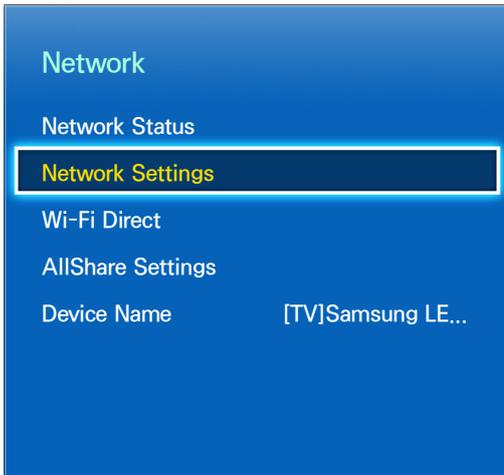 Network
Network Status
Network Settings
Wi-Fi Direct
AllShare Settings
Device Name [TV]Samsung LE...